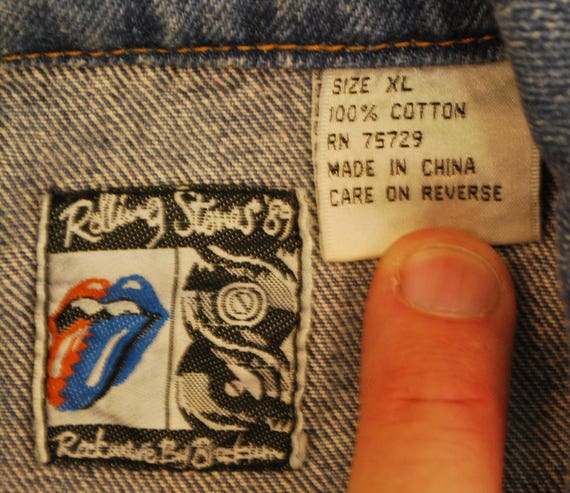 Rolling Stones '89
SIZE XL
100% COTTON
RN 75729
MADE IN CHINA
CARE ON REVERSE